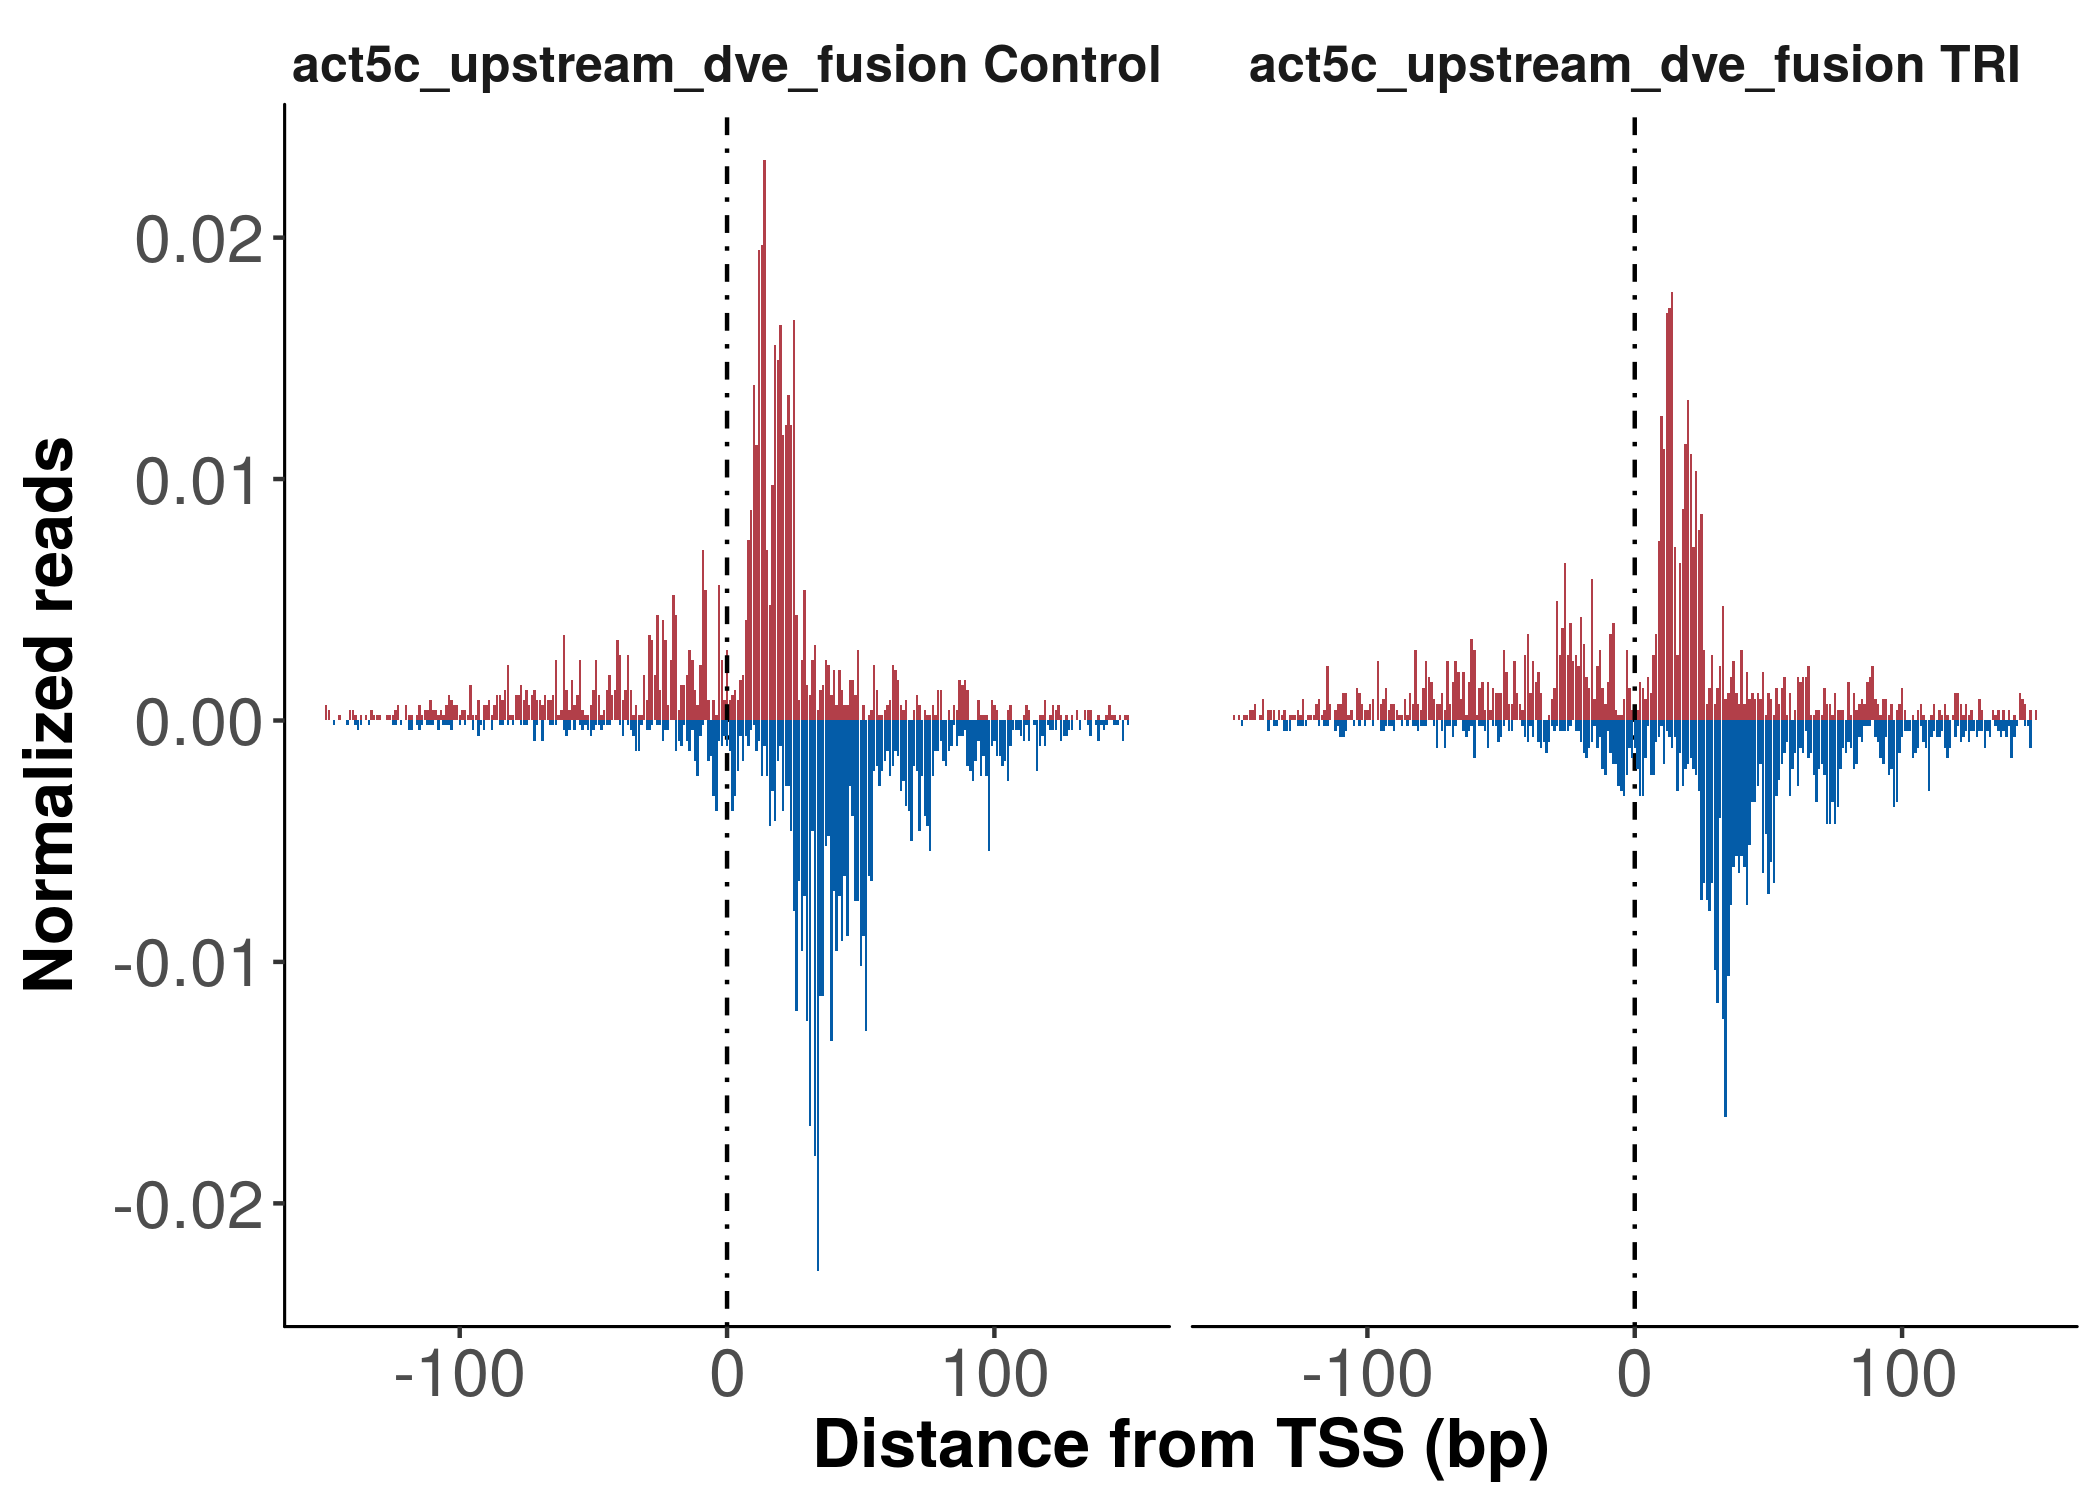 act5c_upstream_dve_fusion Control
act5c_upstream_dve_fusion TRI
Normalized reads
0.02
0.01
0.00
-0.01
-0.02
-100
0
100
-100
0
100
Distance from TSS (bp)